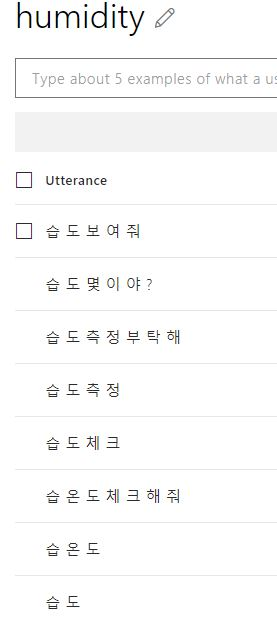 humidity
Type about 5 examples of what a us
Utterance
습 도 보 여 줘
습 도 몇 이 야 ?
습 도 측 정 부 탁 해
습 도 측 정
습 도 체 크
습 온 도 체 크 해 줘
습 온 도
습 도